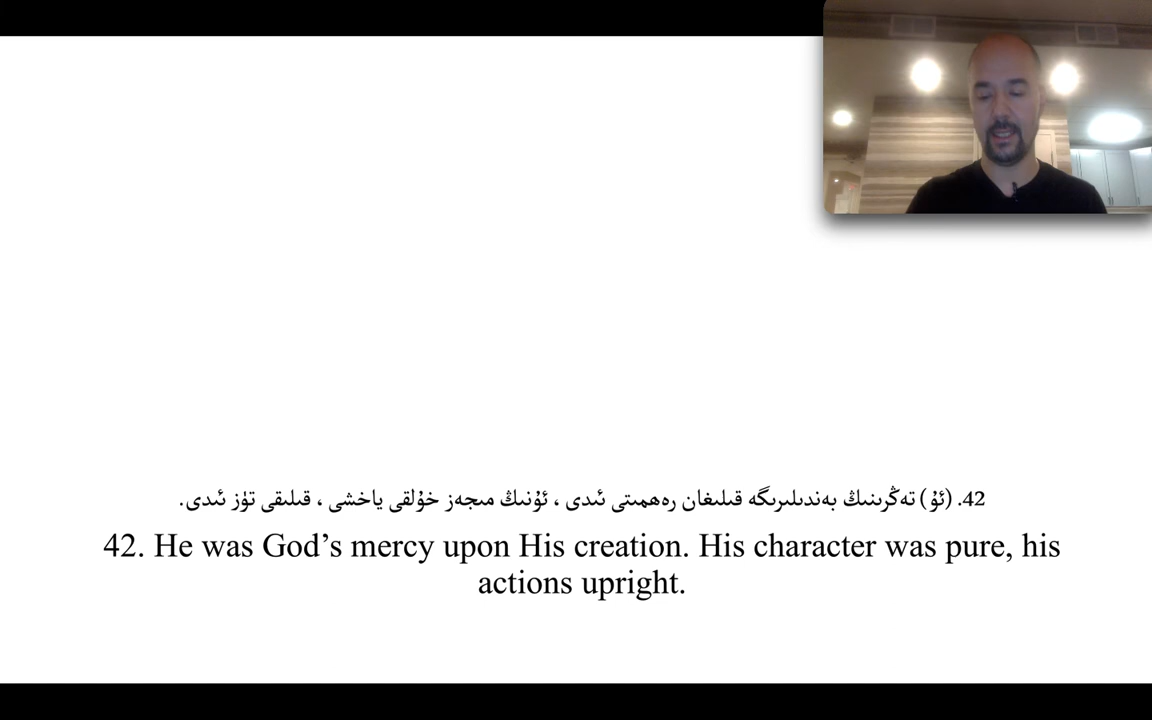 42. (ئۇ) تەڭرىنىڭ بەندىلىرىگە قىلىغان رەھمىتى ئىدى ، ئۇنىڭ مىجەز خۇلقى ياخشى ، قىلىقى تۈز ئىدى.
42. He was God’s mercy upon His creation. His character was pure, his
actions upright.